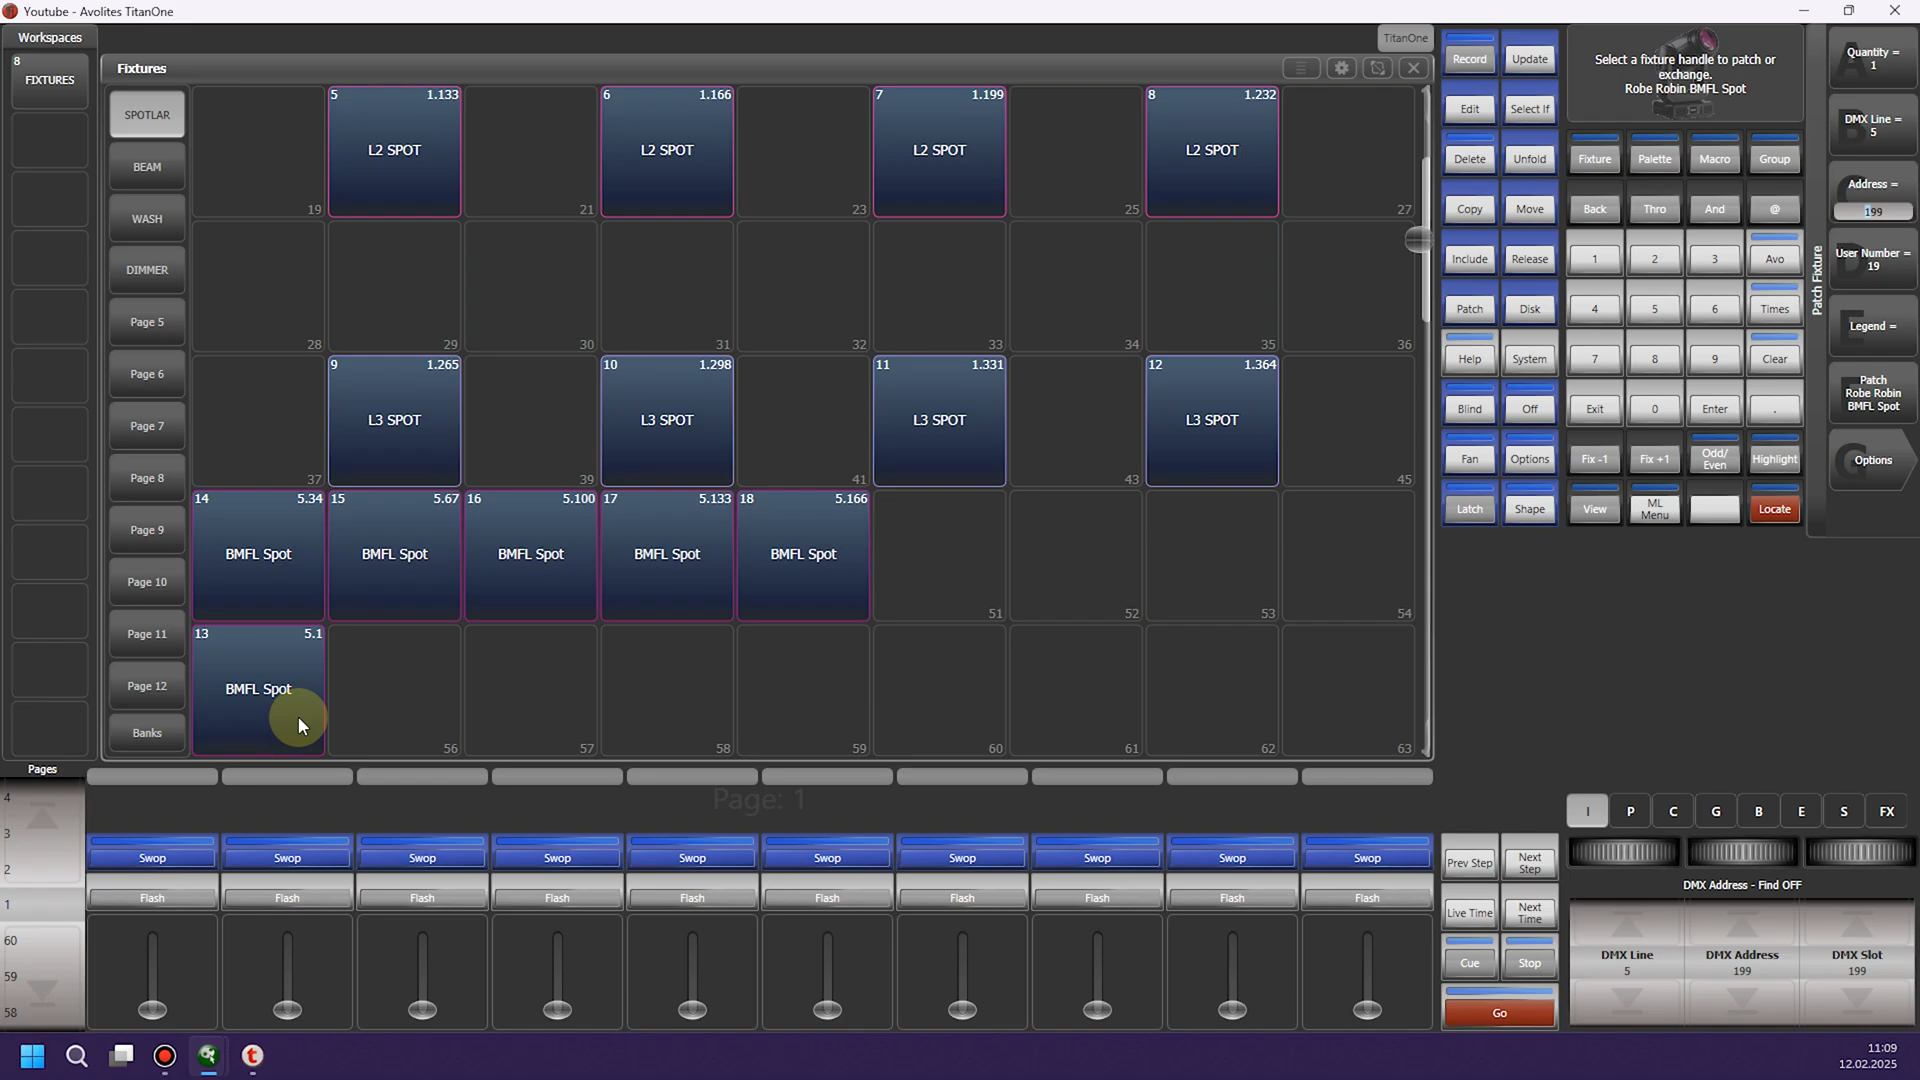 Youtube - Avolites TitanOne
Workspaces
8
FIXTURES
TitanOne
Fixtures
SPOTLAR
BEAM
WASH
DIMMER
Page 5
Page 6
Page 7
Page 8
Page 9
Page 10
Page 11
Page 12
Banks
19
5 1.133
L2 SPOT
21
6 1.166
L2 SPOT
23
7 1.199
L2 SPOT
25
8 1.232
L2 SPOT
27
28 29 30 31 32 33 34 35 36
37
9 1.265
L3 SPOT
39
10 1.298
L3 SPOT
41
11 1.331
L3 SPOT
43
12 1.364
L3 SPOT
45
14 5.34
BMFL Spot
15 5.67
BMFL Spot
16 5.100
BMFL Spot
17 5.133
BMFL Spot
18 5.166
BMFL Spot
51 52 53 54
13 5.1
BMFL Spot
56 57 58 59 60 61 62 63
Record Update
Edit Select If
Delete Unfold
Copy Move
Include Release
Patch Disk
Help System
Blind Off
Fan Options
Latch Shape
Select a fixture handle to patch or
exchange.
Robe Robin BMFL Spot
Fixture Palette Macro Group
Back Thro And @
1 2 3 Avo
4 5 6 Times
7 8 9 Clear
Exit 0 Enter .
Fix -1 Fix +1 Odd/ Even Highlight
View ML Menu Locate
Patch Fixture
A
Quantity =
1
B
DMX Line =
5
C
Address =
199
D
User Number =
19
E
Legend =
F
Patch
Robe Robin
BMFL Spot
G
Options
Pages
4
3
2
1
60
59
58
Page: 1
Swop Swop Swop Swop Swop Swop Swop Swop Swop Swop
Flash Flash Flash Flash Flash Flash Flash Flash Flash Flash
Prev Step Next Step
Live Time Next Time
Cue Stop
Go
I P C G B E S FX
DMX Address - Find OFF
DMX Line DMX Address DMX Slot
5 199 199
t
11:09
12.02.2025